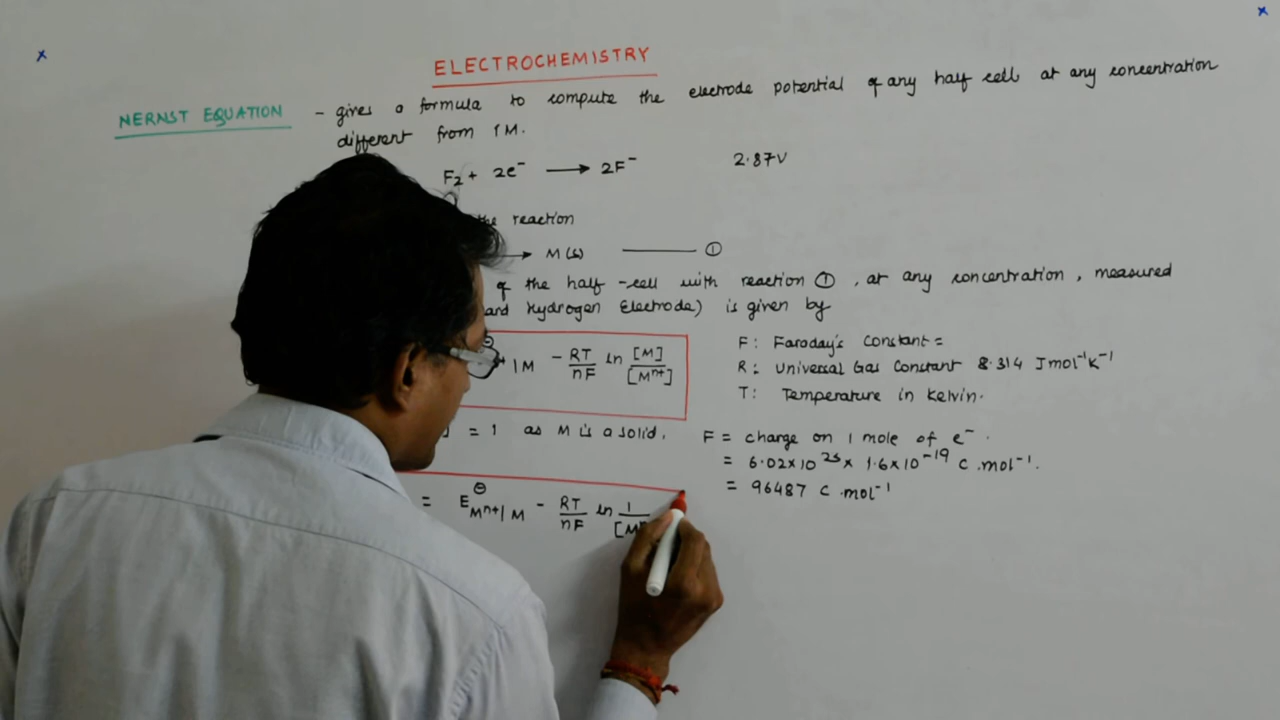 ELECTROCHEMISTRY
NERNST EQUATION - gives a formula to compute the electrode potential of any half cell at any concentration
different from 1M.
F₂ + 2e⁻ ⟶ 2F⁻ 2.87V
the reaction
⟶ M(s) ——— ①
of the half-cell with reaction ①, at any concentration, measured
Hydrogen Electrode) is given by
|M - RT/nF ln [M]/[Mⁿ⁺]
F: Faraday's Constant =
R: Universal Gas Constant 8.314 Jmol⁻¹K⁻¹
T: Temperature in Kelvin.
= 1 as M is a solid.
F = charge on 1 mole of e⁻.
= 6.02×10²³ × 1.6×10⁻¹⁹ C.mol⁻¹.
= 96487 C.mol⁻¹
= E⊖ Mⁿ⁺|M - RT/nF ln 1/[M